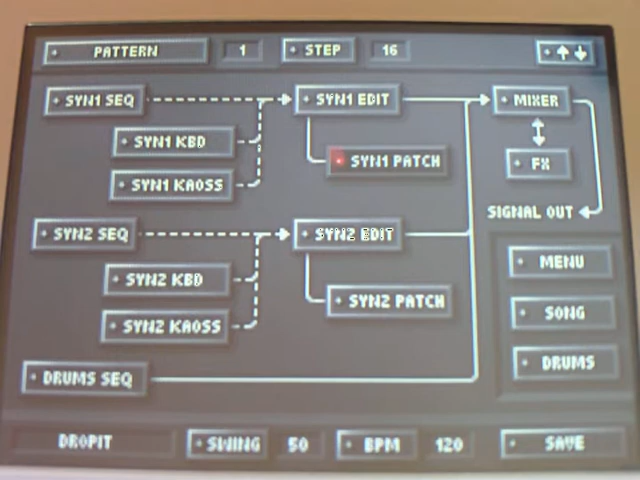 PATTERN 1 STEP 16
SYN1 SEQ SYN1 EDIT MIXER
SYN1 KBD
SYN1 PATCH FX
SYN1 KAOSS
SIGNAL OUT
SYN2 SEQ SYN2 EDIT
MENU
SYN2 KBD
SYN2 PATCH
SONG
SYN2 KAOSS
DRUMS
DRUMS SEQ
DROPIT SWING 50 BPM 120 SAVE